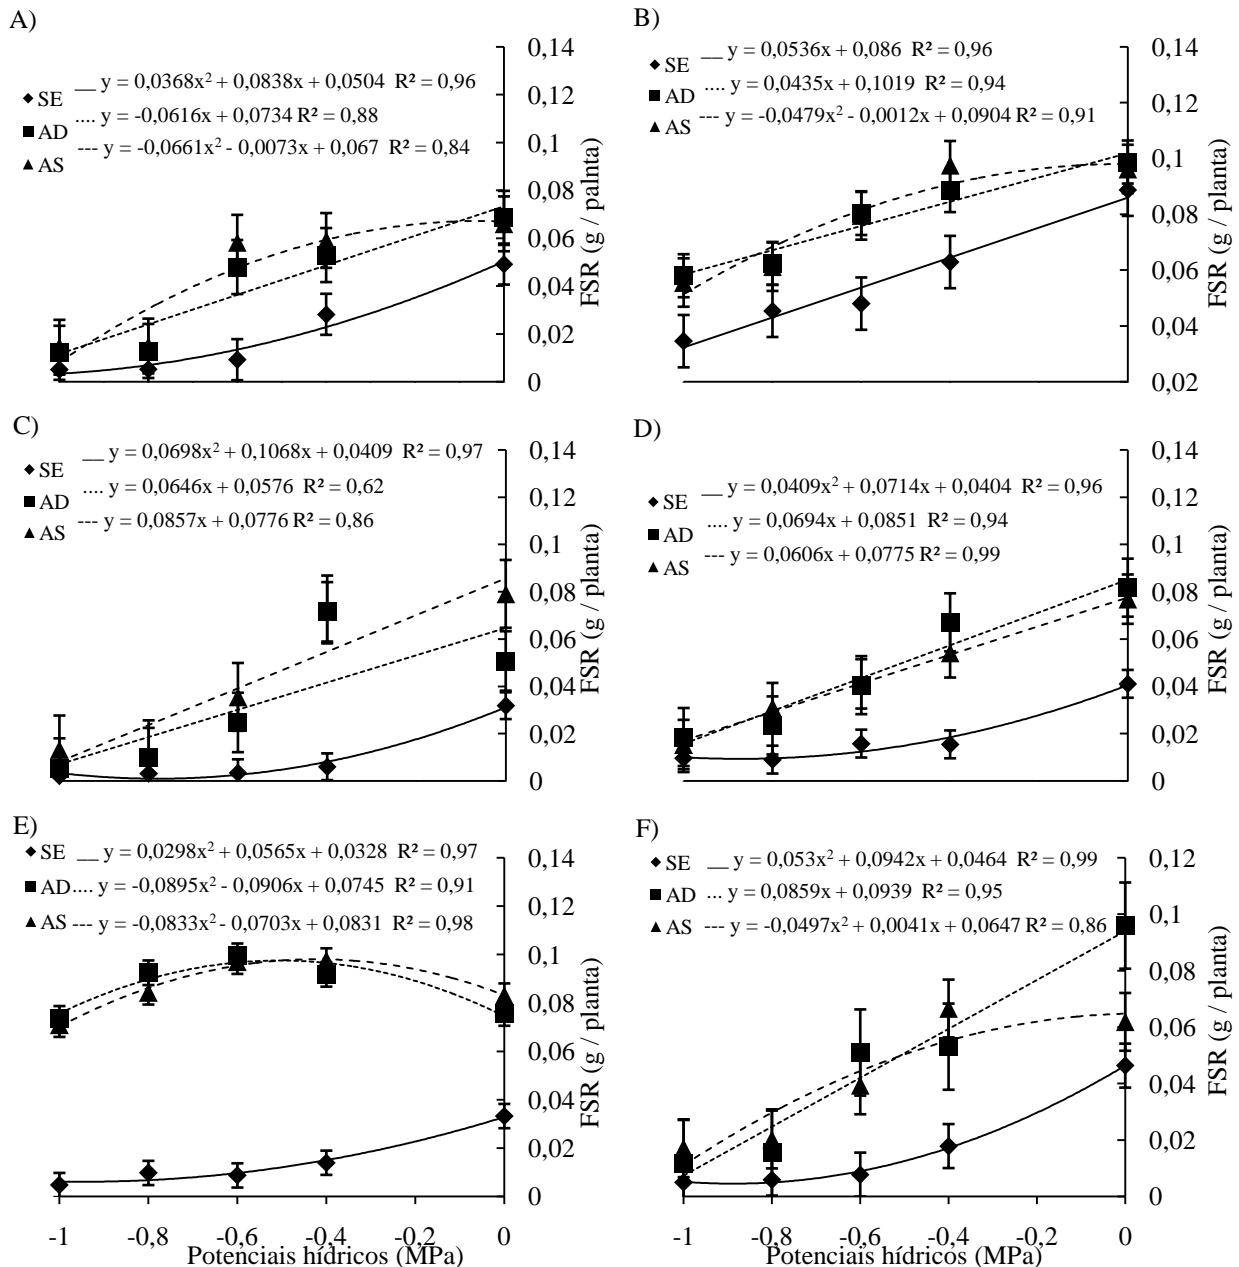 A)
__ y = 0,0368x² + 0,0838x + 0,0504 R² = 0,96
.... y = -0,0616x + 0,0734 R² = 0,88
--- y = -0,0661x² - 0,0073x + 0,067 R² = 0,84
SE
AD
AS
0,14
0,12
0,1
0,08
0,06
0,04
0,02
0
FSR (g / palnta)
B)
__ y = 0,0536x + 0,086 R² = 0,96
.... y = 0,0435x + 0,1019 R² = 0,94
--- y = -0,0479x² - 0,0012x + 0,0904 R² = 0,91
SE
AD
AS
0,14
0,12
0,1
0,08
0,06
0,04
0,02
FSR (g / planta)
C)
__ y = 0,0698x² + 0,1068x + 0,0409 R² = 0,97
.... y = 0,0646x + 0,0576 R² = 0,62
--- y = 0,0857x + 0,0776 R² = 0,86
SE
AD
AS
0,14
0,12
0,1
0,08
0,06
0,04
0,02
0
FSR (g / planta)
D)
__ y = 0,0409x² + 0,0714x + 0,0404 R² = 0,96
.... y = 0,0694x + 0,0851 R² = 0,94
--- y = 0,0606x + 0,0775 R² = 0,99
SE
AD
AS
0,14
0,12
0,1
0,08
0,06
0,04
0,02
0
FSR (g / planta)
E)
SE __ y = 0,0298x² + 0,0565x + 0,0328 R² = 0,97
AD .... y = -0,0895x² - 0,0906x + 0,0745 R² = 0,91
AS --- y = -0,0833x² - 0,0703x + 0,0831 R² = 0,98
0,14
0,12
0,1
0,08
0,06
0,04
0,02
0
FSR (g / planta)
-1 -0,8 -0,6 -0,4 -0,2 0
F)
SE __ y = 0,053x² + 0,0942x + 0,0464 R² = 0,99
AD ... y = 0,0859x + 0,0939 R² = 0,95
AS --- y = -0,0497x² + 0,0041x + 0,0647 R² = 0,86
0,12
0,1
0,08
0,06
0,04
0,02
0
FSR (g / planta)
-1 -0,8 -0,6 -0,4 -0,2 0
Potenciais hídricos (MPa)
Potenciais hídricos (MPa)